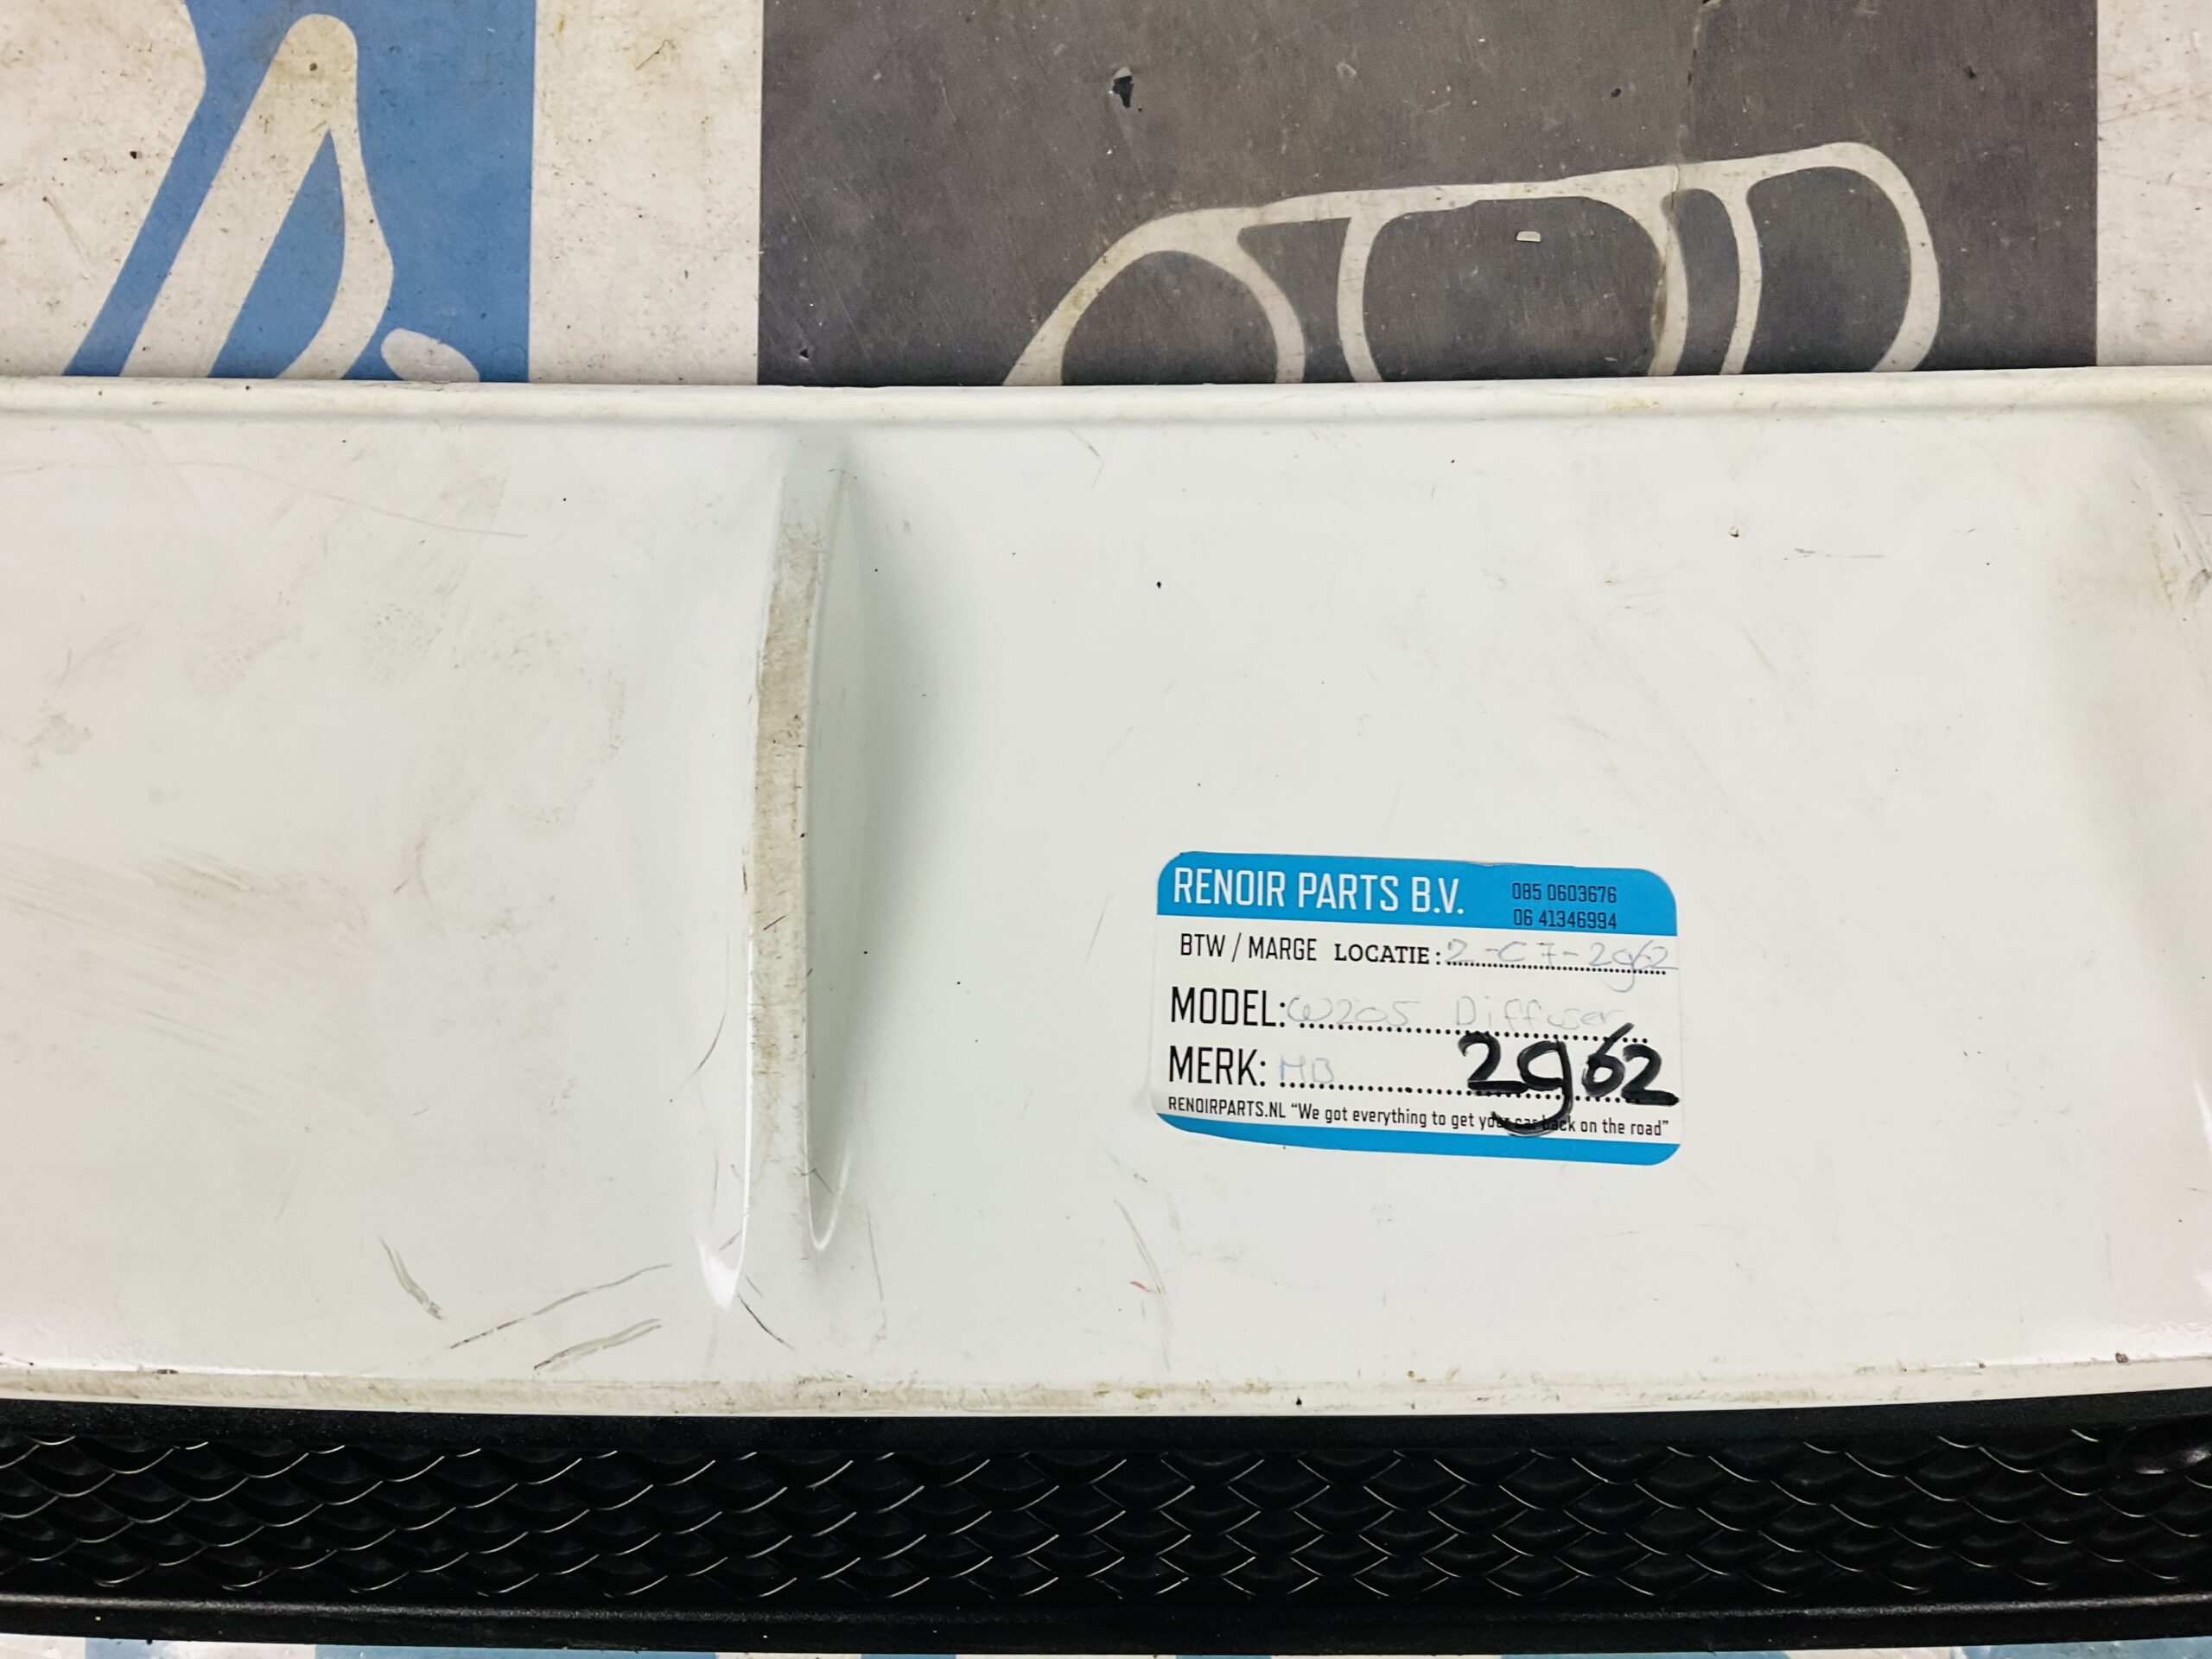 RENOIR PARTS B.V.
085 0603676
06 41346994
BTW / MARGE LOCATIE: 2-C7-2962
MODEL: W205 Diffuser
MERK: MB 2962
RENOIRPARTS.NL "We got everything to get your car back on the road"